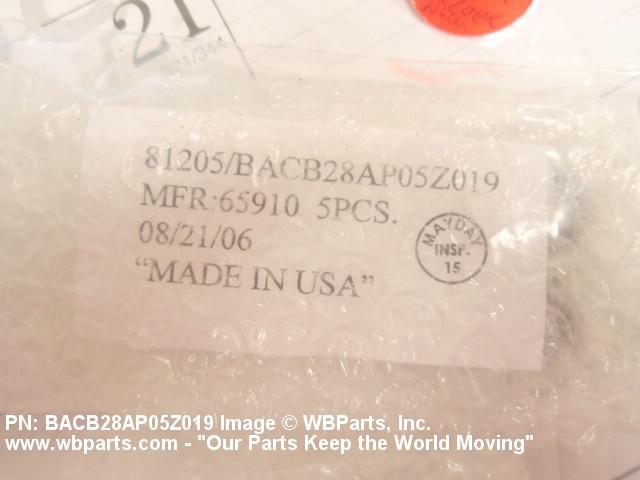 21
81205/BACB28AP05Z019
MFR:65910 5PCS.
08/21/06
"MADE IN USA"
MAYDAY
INSP.
15
PN: BACB28AP05Z019 Image © WBParts, Inc.
www.wbparts.com - "Our Parts Keep the World Moving"